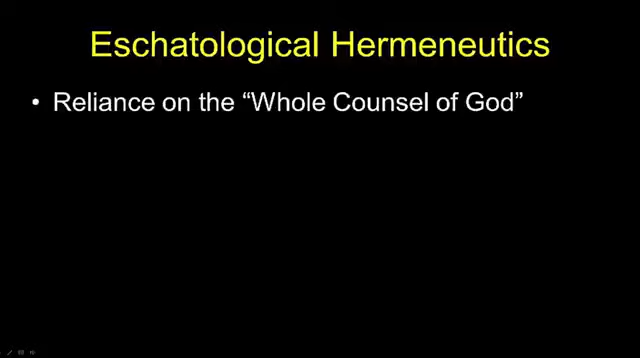 Eschatological Hermeneutics
• Reliance on the “Whole Counsel of God”